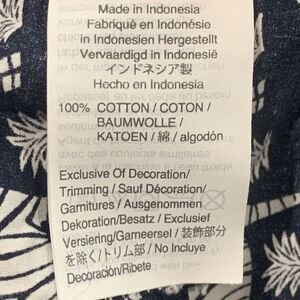 Made in Indonesia
Fabriqué en Indonésie
In Indonesien Hergestellt
Vervaardigd in Indonesië
インドネシア製
Hecho en Indonesia
100% COTTON / COTON /
BAUMWOLLE /
KATOEN / 綿 / algodón
Exclusive Of Decoration/
Trimming / Sauf Décoration/
Garnitures / Ausgenommen
Dekoration/Besatz / Exclusief
Versiering/Garneersel / 装飾部分
を除く/トリム部 / No Incluye
Decoración/Ribete